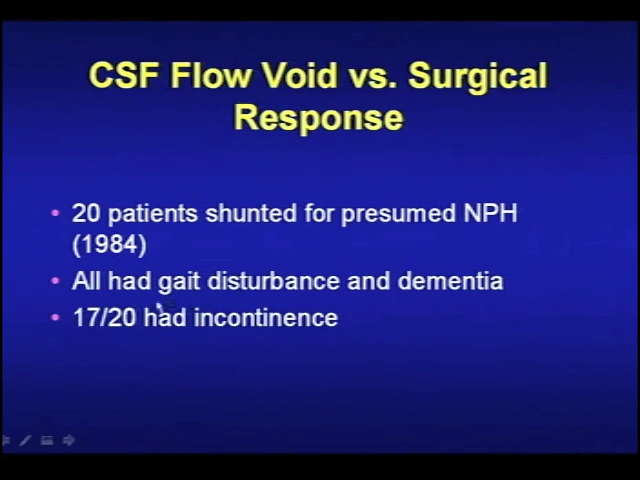 CSF Flow Void vs. Surgical
Response
• 20 patients shunted for presumed NPH
(1984)
• All had gait disturbance and dementia
• 17/20 had incontinence